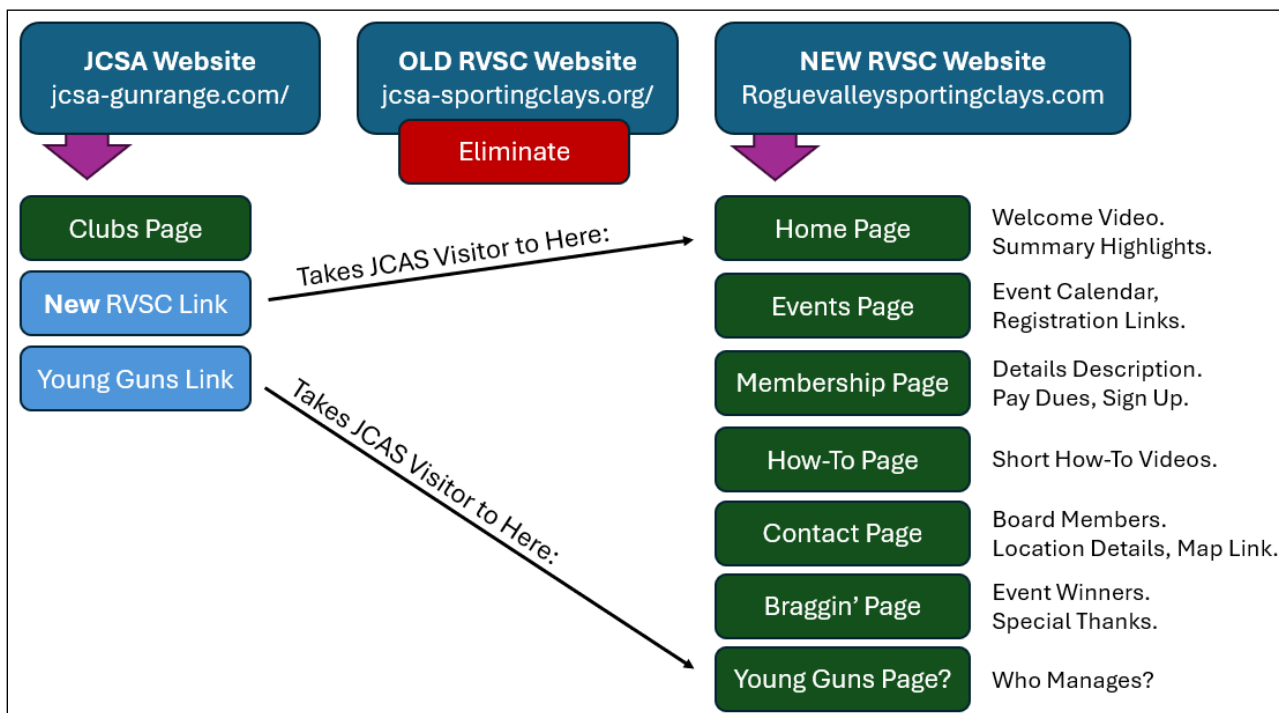 JCSA Website
jcsa-gunrange.com/
OLD RVSC Website
jcsa-sportingclays.org/
Eliminate
NEW RVSC Website
Roguevalleysportingclays.com
Clubs Page
New RVSC Link
Young Guns Link
Takes JCAS Visitor to Here:
Takes JCAS Visitor to Here:
Home Page
Welcome Video.
Summary Highlights.
Events Page
Event Calendar,
Registration Links.
Membership Page
Details Description.
Pay Dues, Sign Up.
How-To Page
Short How-To Videos.
Contact Page
Board Members.
Location Details, Map Link.
Braggin’ Page
Event Winners.
Special Thanks.
Young Guns Page?
Who Manages?